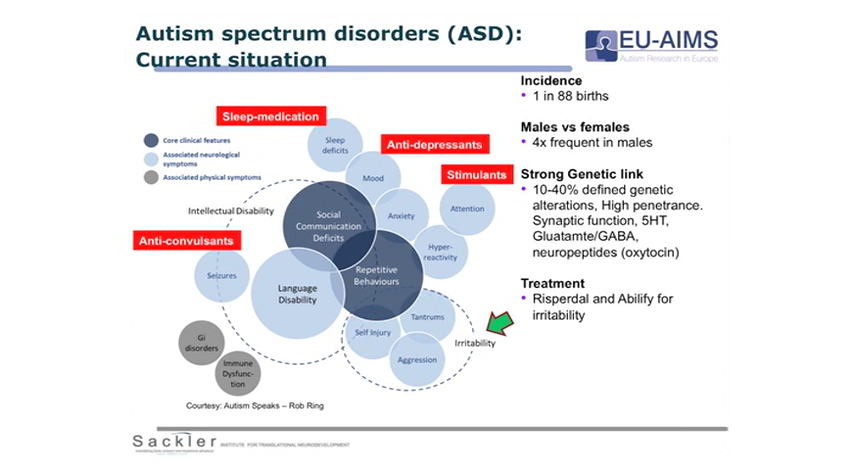 Autism spectrum disorders (ASD):
Current situation
EU-AIMS
Autism Research in Europe
Incidence
• 1 in 88 births
Males vs females
• 4x frequent in males
Strong Genetic link
• 10-40% defined genetic
alterations, High penetrance.
Synaptic function, 5HT,
Gluatamte/GABA,
neuropeptides (oxytocin)
Treatment
• Risperdal and Abilify for
irritability
Sleep-medication
Anti-depressants
Stimulants
Anti-convulsants
Core clinical features
Associated neurological
symptoms
Associated physical symptoms
Sleep
deficits
Mood
Anxiety
Attention
Hyper-
reactivity
Intellectual Disability
Social
Communication
Deficits
Repetitive
Behaviours
Language
Disability
Seizures
Tantrums
Self Injury
Aggression
Irritability
Gi
disorders
Immune
Dysfunc-
tion
Courtesy: Autism Speaks – Rob Ring
Sackler
INSTITUTE FOR TRANSLATIONAL NEURODEVELOPMENT